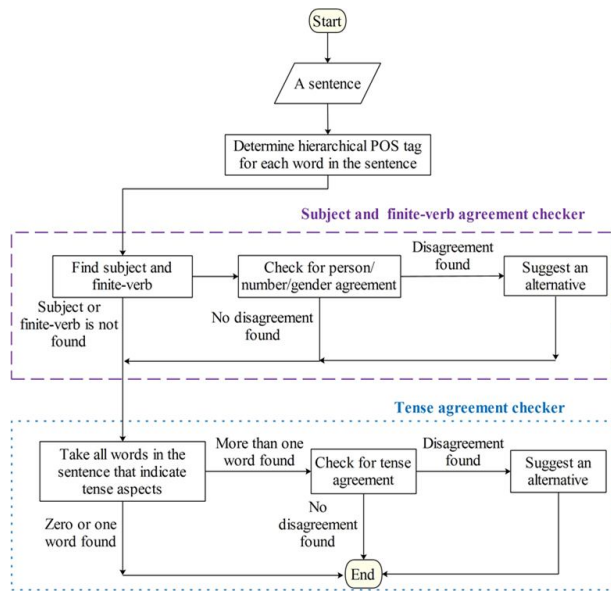 Start
A sentence
Determine hierarchical POS tag
for each word in the sentence
Subject and finite-verb agreement checker
Find subject and
finite-verb
Check for person/
number/gender agreement
Disagreement
found
Suggest an
alternative
Subject or
finite-verb is not
found
No disagreement
found
Tense agreement checker
Take all words in the
sentence that indicate
tense aspects
More than one
word found
Check for tense
agreement
Disagreement
found
Suggest an
alternative
Zero or one
word found
No
disagreement
found
End